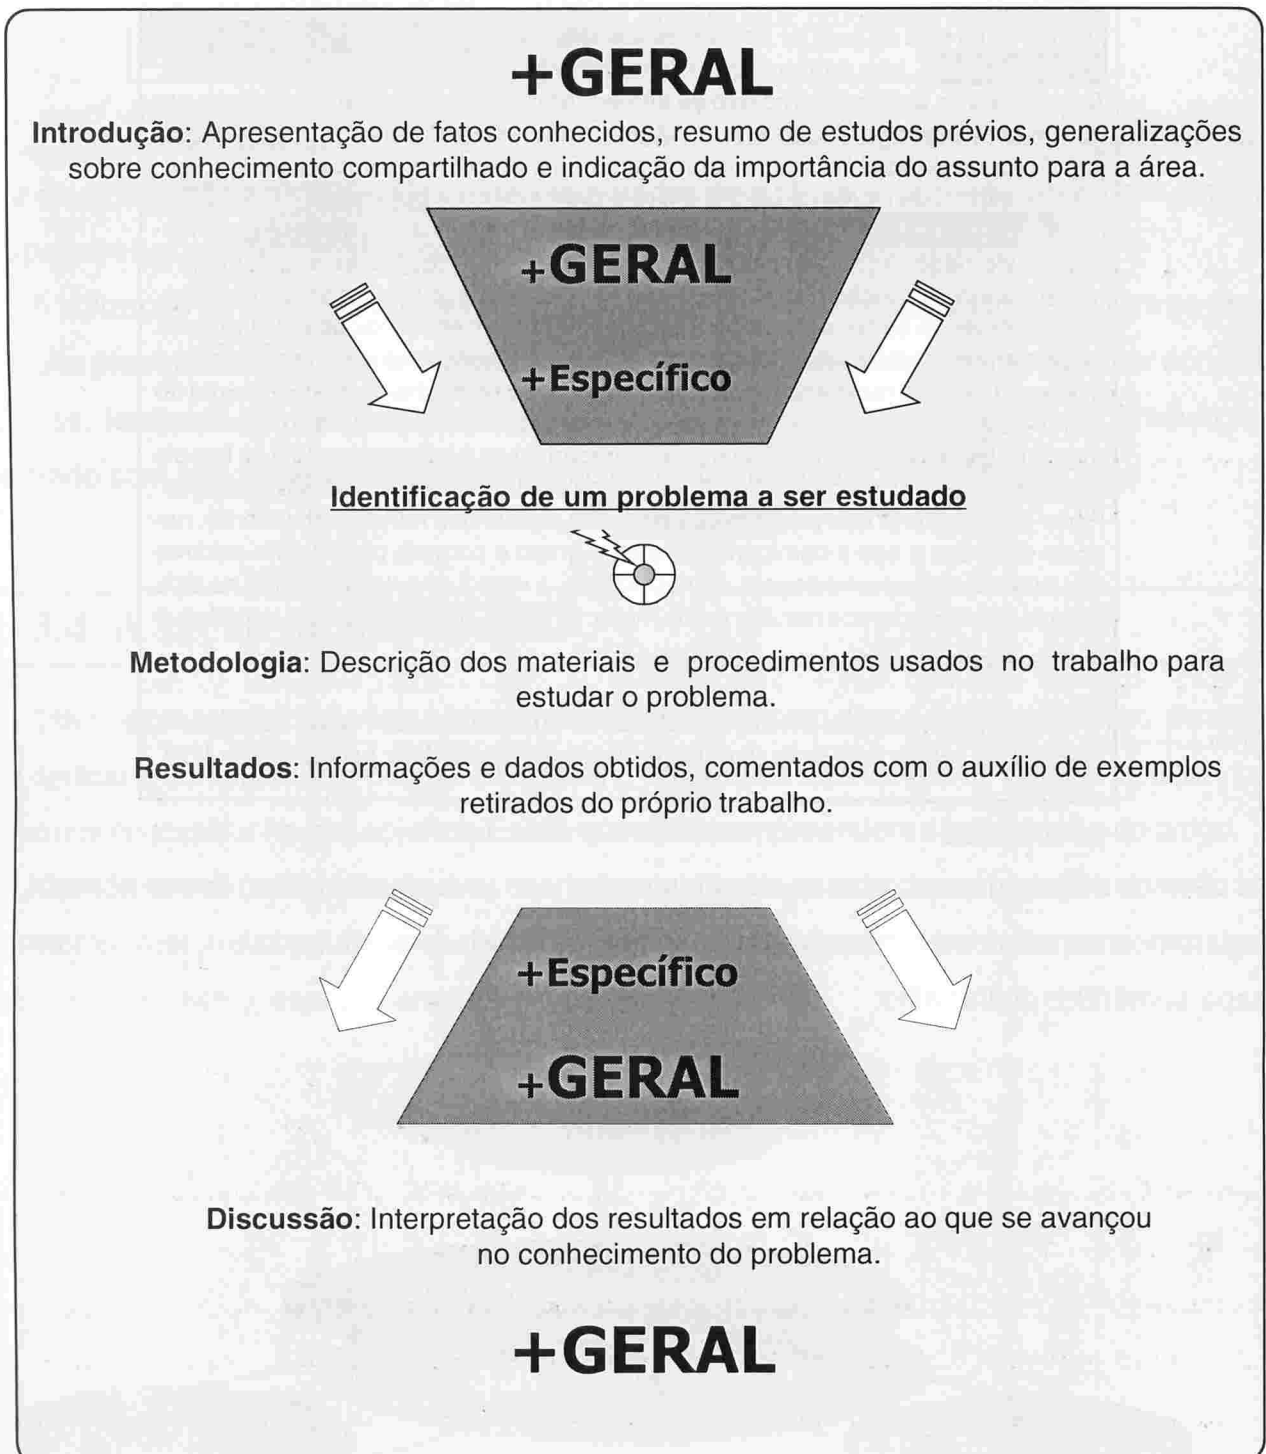 +GERAL
Introdução: Apresentação de fatos conhecidos, resumo de estudos prévios, generalizações
sobre conhecimento compartilhado e indicação da importância do assunto para a área.
+GERAL
+Específico
Identificação de um problema a ser estudado
Metodologia: Descrição dos materiais e procedimentos usados no trabalho para
estudar o problema.
Resultados: Informações e dados obtidos, comentados com o auxílio de exemplos
retirados do próprio trabalho.
+Específico
+GERAL
Discussão: Interpretação dos resultados em relação ao que se avançou
no conhecimento do problema.
+GERAL